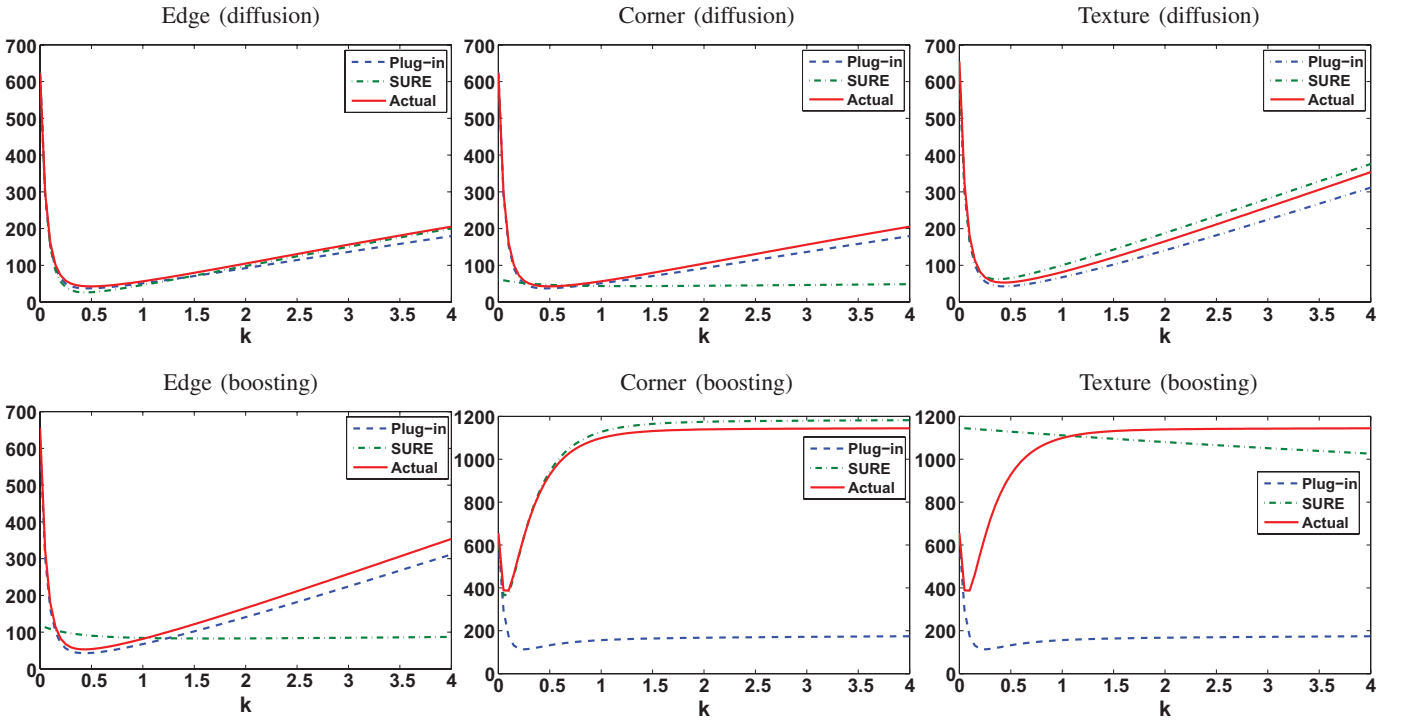 Edge (diffusion)
700
600
500
400
300
200
100
0
0 0.5 1 1.5 2 2.5 3 3.5 4
k
Plug-in
SURE
Actual
Corner (diffusion)
700
600
500
400
300
200
100
0
0 0.5 1 1.5 2 2.5 3 3.5 4
k
Plug-in
SURE
Actual
Texture (diffusion)
700
600
500
400
300
200
100
0
0 0.5 1 1.5 2 2.5 3 3.5 4
k
Plug-in
SURE
Actual
Edge (boosting)
700
600
500
400
300
200
100
0
0 0.5 1 1.5 2 2.5 3 3.5 4
k
Plug-in
SURE
Actual
Corner (boosting)
1200
1000
800
600
400
200
0
0 0.5 1 1.5 2 2.5 3 3.5 4
k
Plug-in
SURE
Actual
Texture (boosting)
1200
1000
800
600
400
200
0
0 0.5 1 1.5 2 2.5 3 3.5 4
k
Plug-in
SURE
Actual